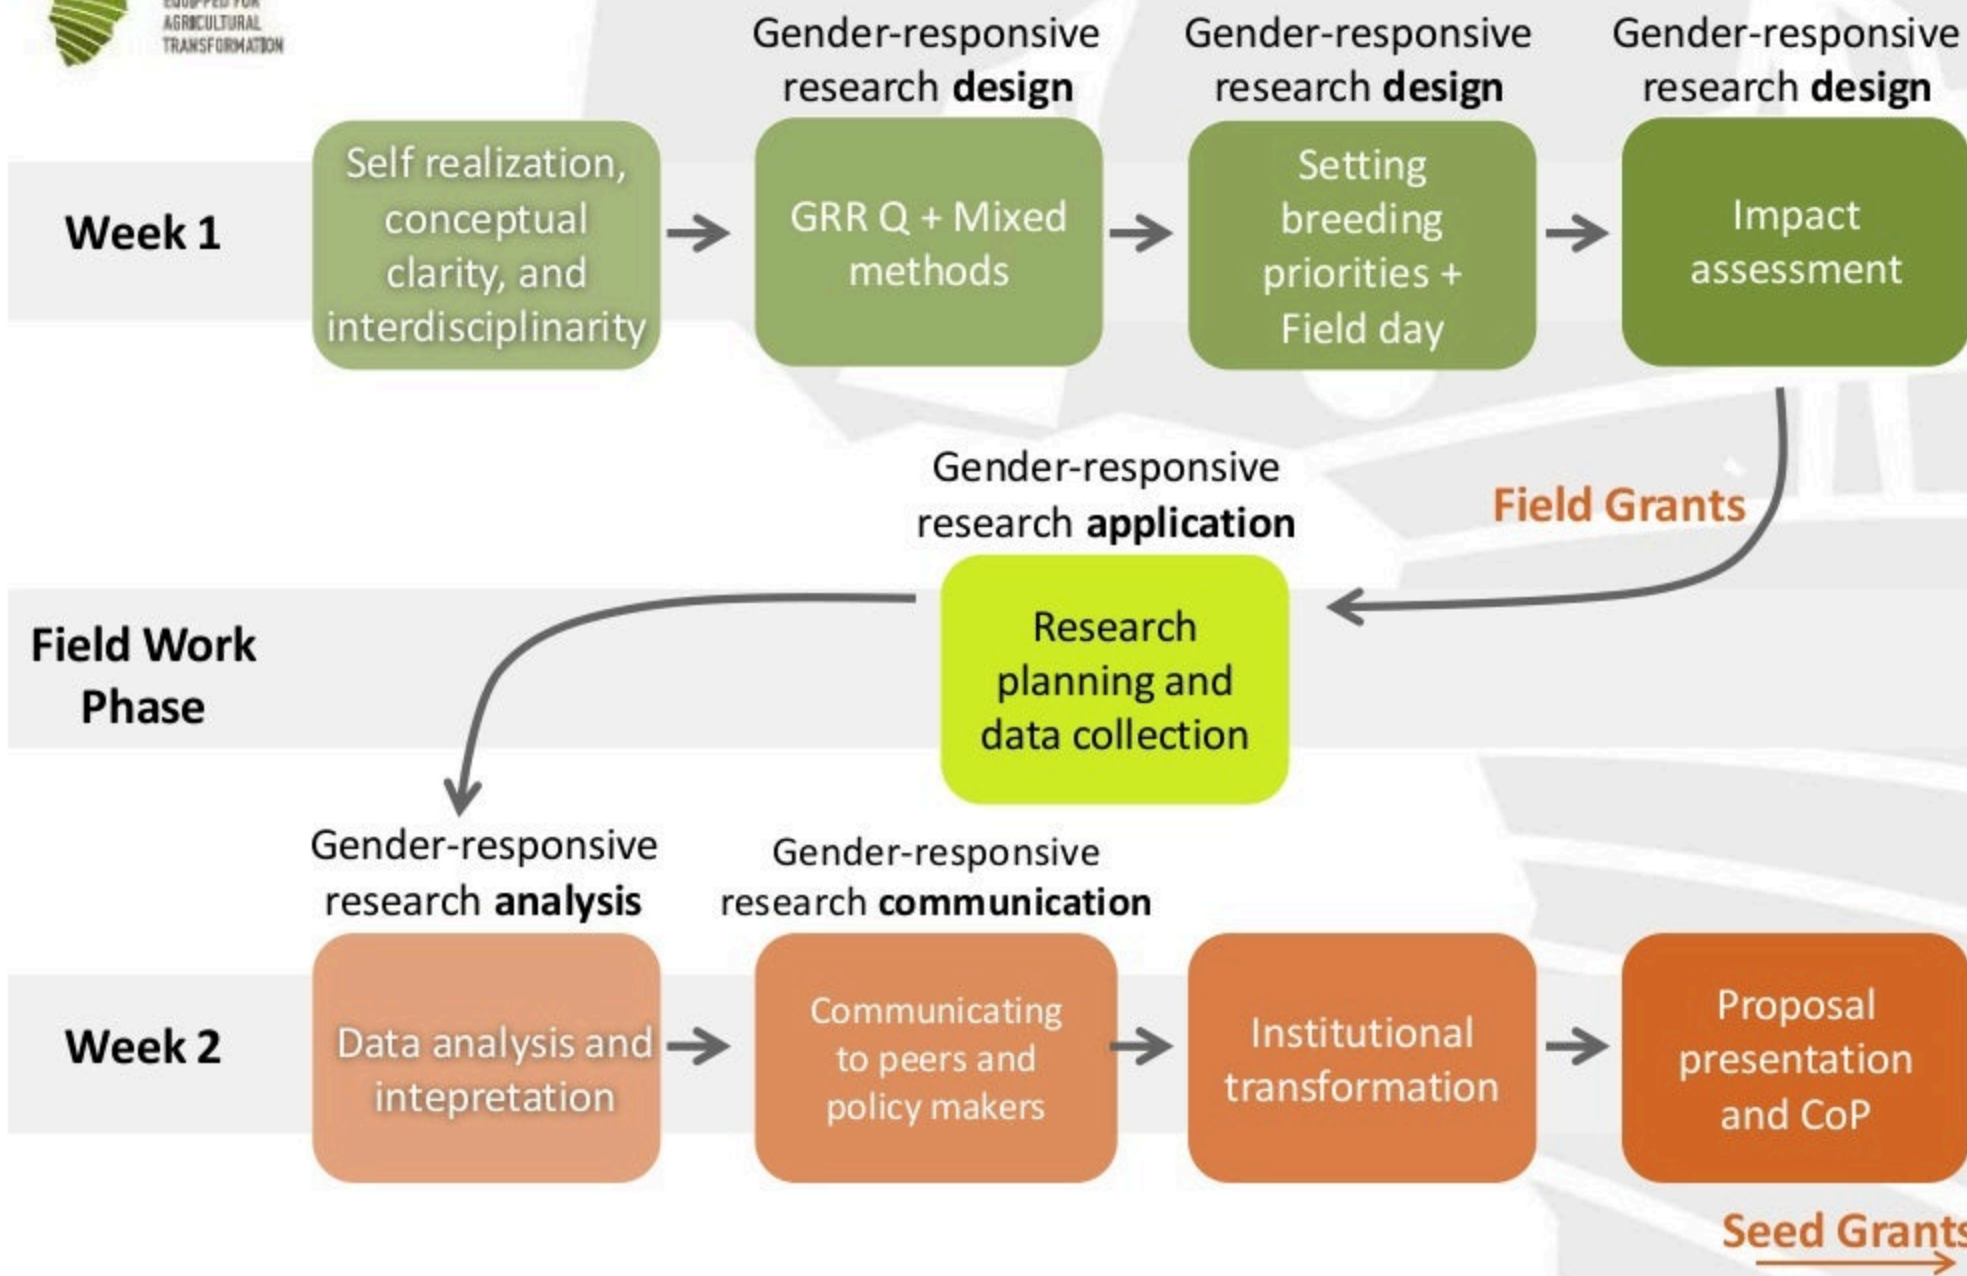 EQUIPPED FOR
AGRICULTURAL
TRANSFORMATION
Gender-responsive
research design
Gender-responsive
research design
Gender-responsive
research design
Week 1
Self realization,
conceptual
clarity, and
interdisciplinarity
GRR Q + Mixed
methods
Setting
breeding
priorities +
Field day
Impact
assessment
Gender-responsive
research application
Field Grants
Field Work
Phase
Research
planning and
data collection
Gender-responsive
research analysis
Gender-responsive
research communication
Week 2
Data analysis and
intepretation
Communicating
to peers and
policy makers
Institutional
transformation
Proposal
presentation
and CoP
Seed Grants